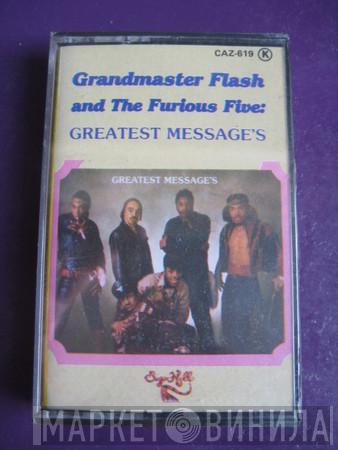 CAZ-619 K
Grandmaster Flash
and The Furious Five:
GREATEST MESSAGE'S
GREATEST MESSAGE'S
Sugar Hill
МАРКЕТ ВИНИЛА